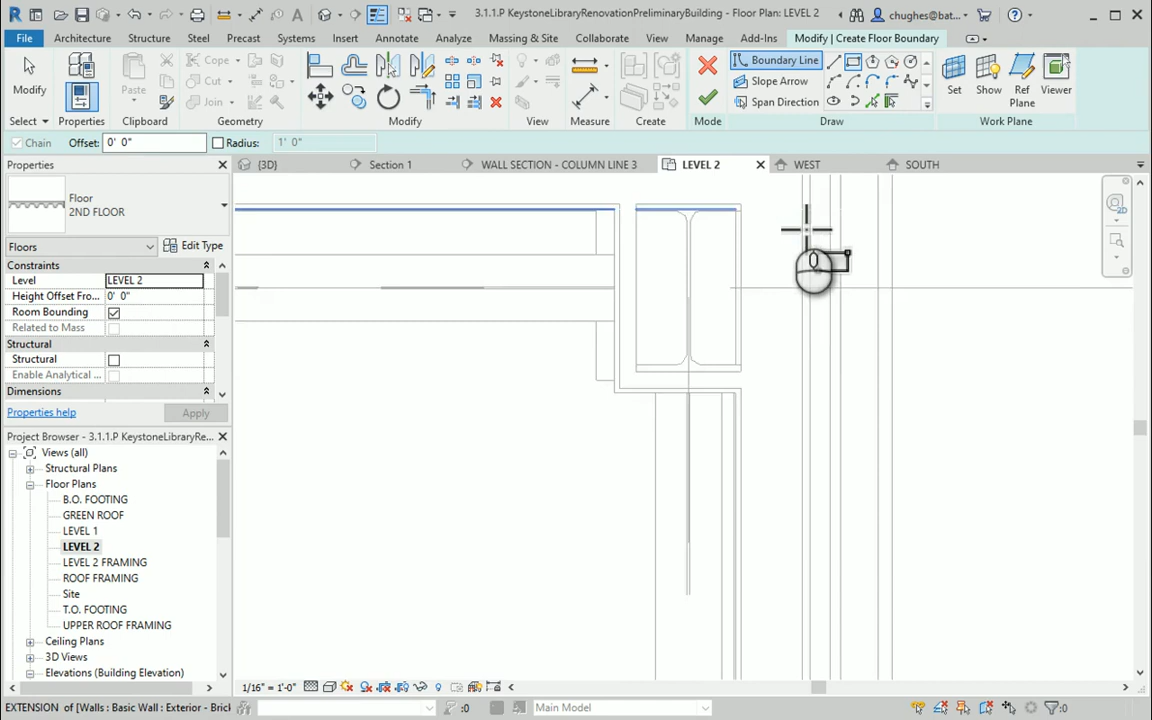 3.1.1.P KeystoneLibraryRenovationPreliminaryBuilding - Floor Plan: LEVEL 2
chughes@bat...
File Architecture Structure Steel Precast Systems Insert Annotate Analyze Massing & Site Collaborate View Manage Add-Ins Modify | Create Floor Boundary
Modify Properties Paste Cope Cut Join Boundary Line Slope Arrow Span Direction Set Show Ref Plane Viewer
Select Properties Clipboard Geometry Modify View Measure Create Mode Draw Work Plane
Chain Offset: 0' 0" Radius: 1' 0"
Properties
{3D} Section 1 WALL SECTION - COLUMN LINE 3 LEVEL 2 WEST SOUTH
Floor
2ND FLOOR
Floors Edit Type
Constraints
Level LEVEL 2
Height Offset Fro... 0' 0"
Room Bounding
Related to Mass
Structural
Structural
Enable Analytical ...
Dimensions
Properties help Apply
Project Browser - 3.1.1.P KeystoneLibraryRe...
Views (all)
Structural Plans
Floor Plans
B.O. FOOTING
GREEN ROOF
LEVEL 1
LEVEL 2
LEVEL 2 FRAMING
ROOF FRAMING
Site
T.O. FOOTING
UPPER ROOF FRAMING
Ceiling Plans
3D Views
Elevations (Building Elevation)
1/16" = 1'-0"
EXTENSION of [Walls : Basic Wall : Exterior - Bric :0 Main Model :0